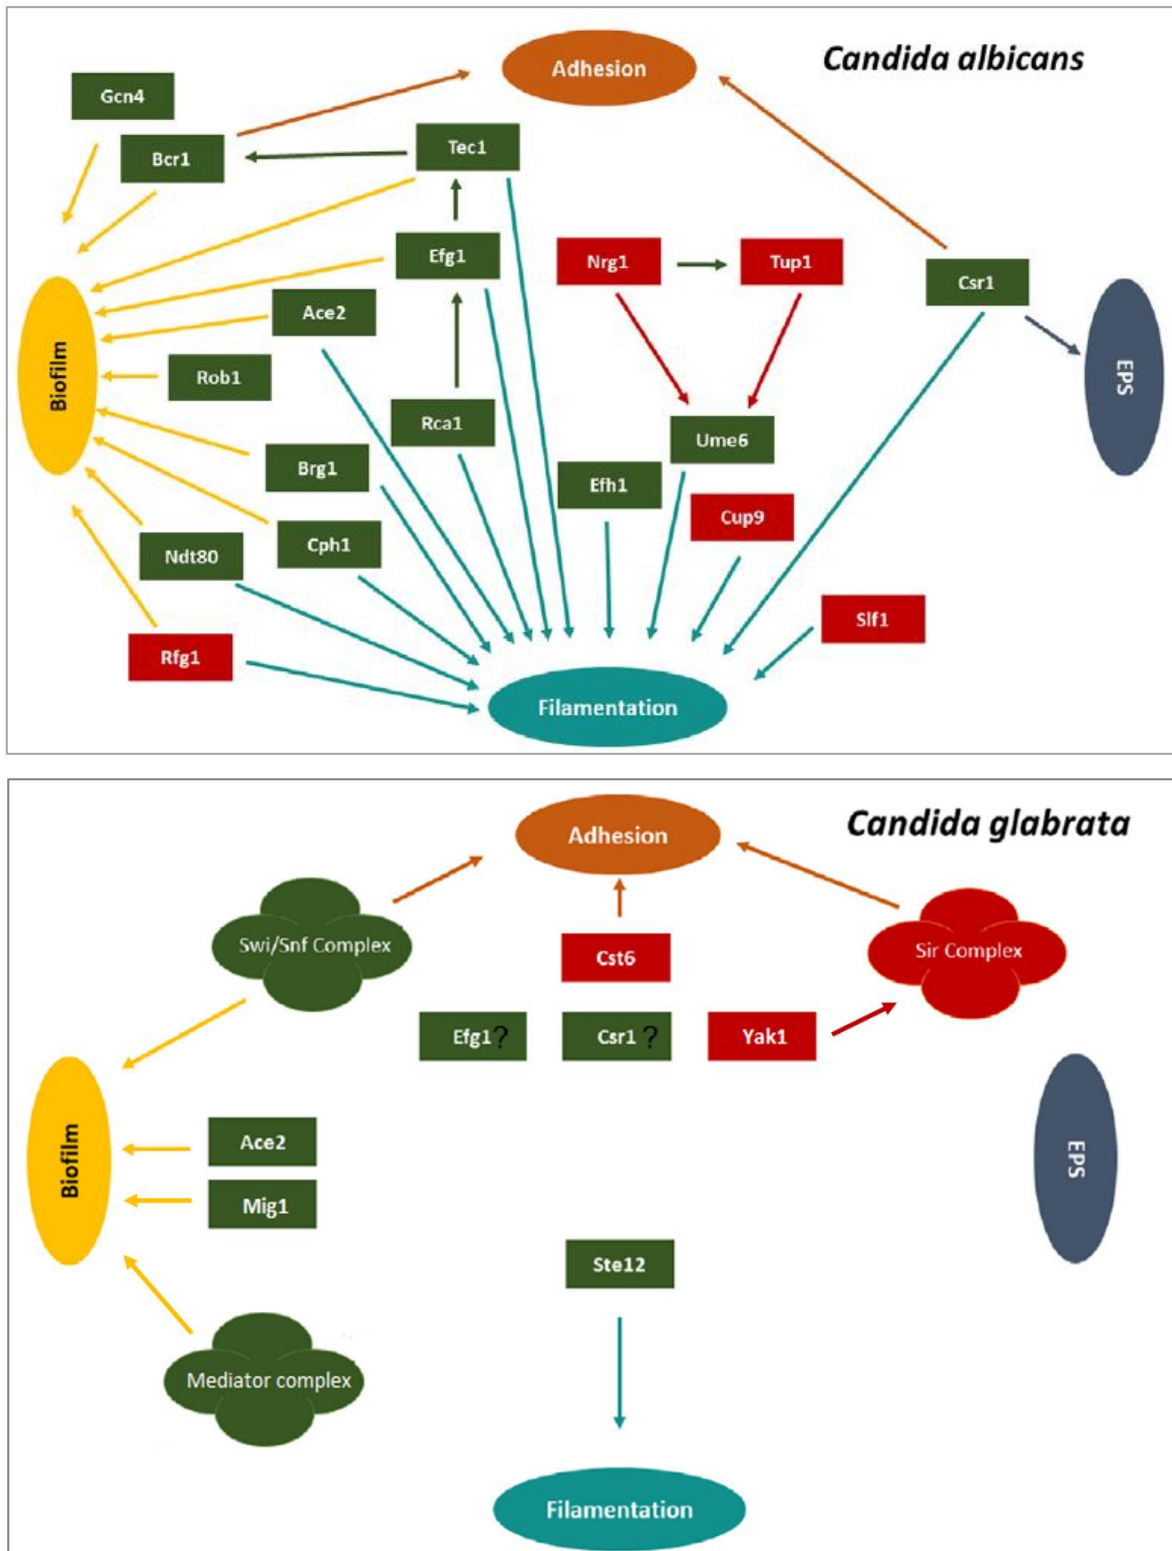 Candida albicans
Adhesion
Gcn4
Bcr1
Tec1
Efg1
Nrg1
Tup1
Csr1
Ace2
Biofilm
Rob1
EPS
Rca1
Ume6
Brg1
Efh1
Cup9
Cph1
Ndt80
Slf1
Rfg1
Filamentation
Candida glabrata
Adhesion
Swi/Snf Complex
Cst6
Sir Complex
Efg1?
Csr1?
Yak1
Biofilm
Ace2
EPS
Mig1
Ste12
Mediator complex
Filamentation